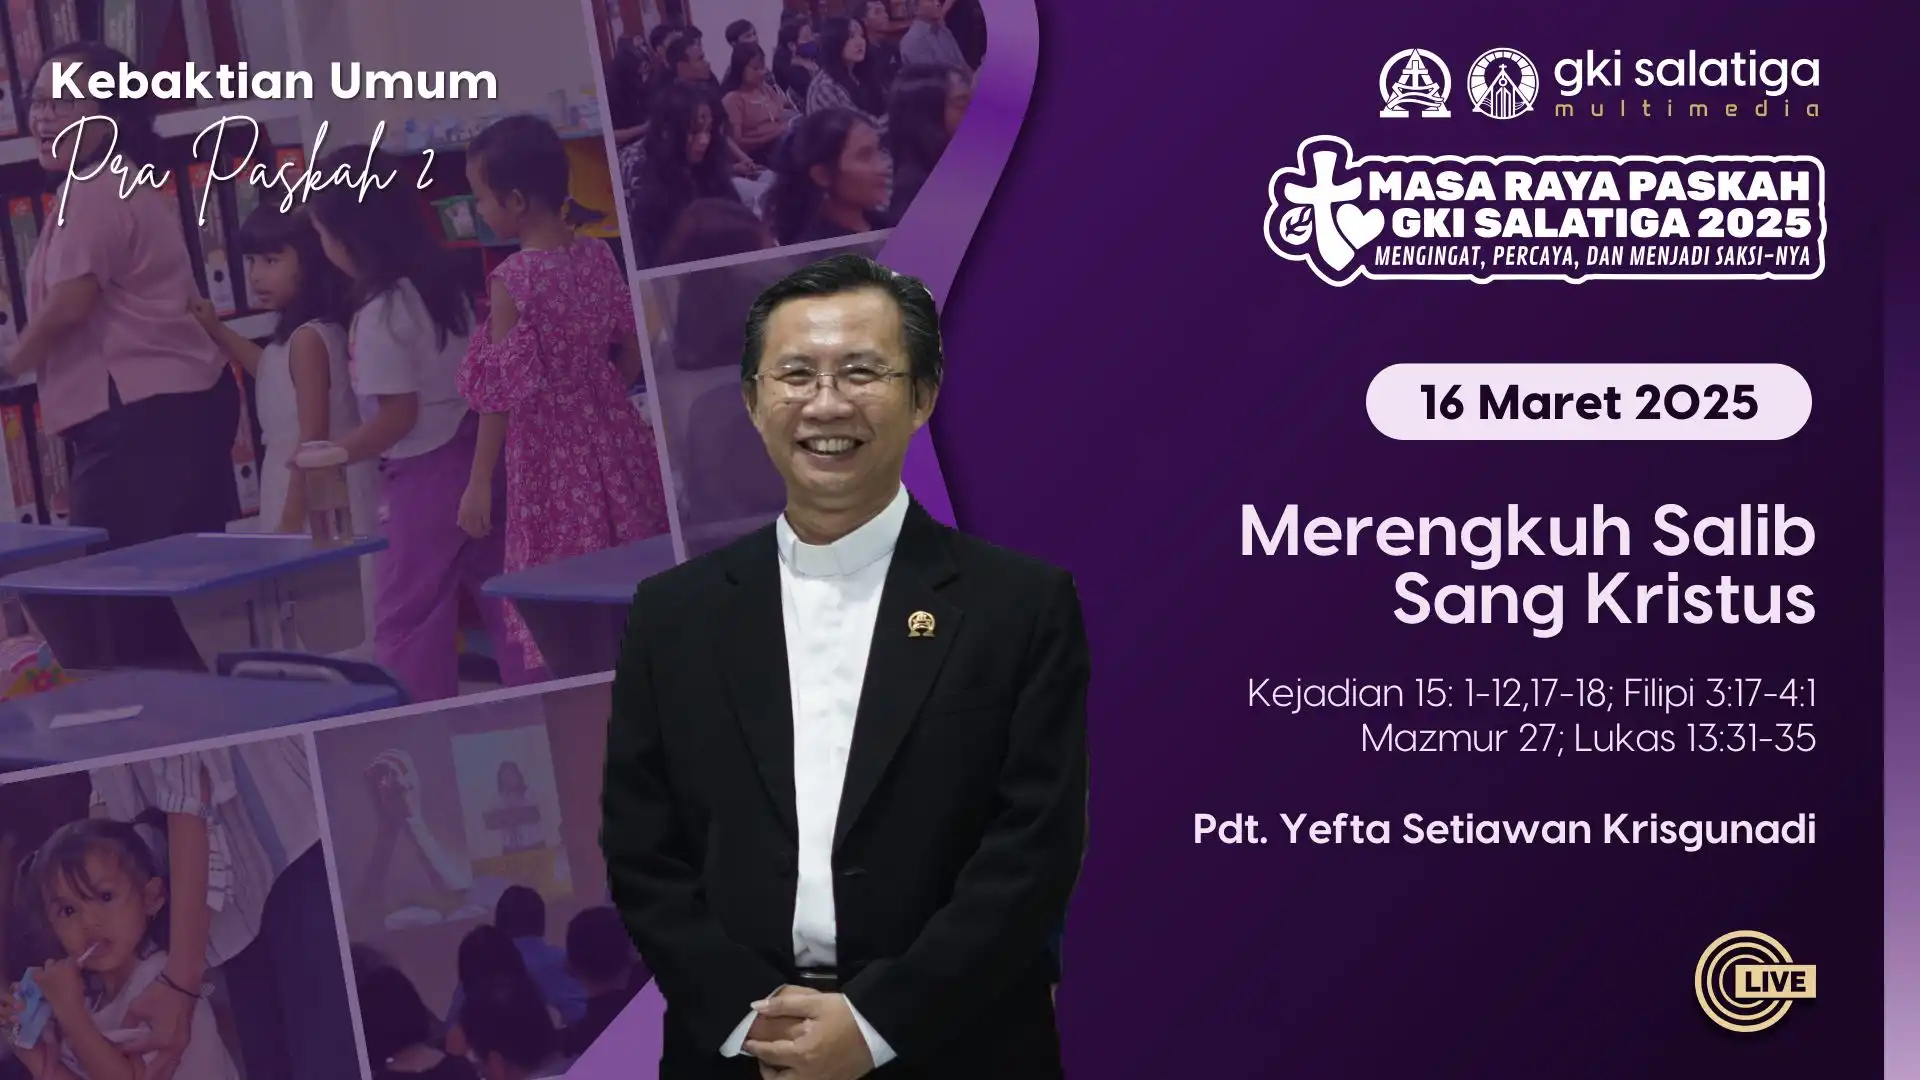 Kebaktian Umum
Pra Paskah 2
gki salatiga
multimedia
MASA RAYA PASKAH
GKI SALATIGA 2025
MENGINGAT, PERCAYA, DAN MENJADI SAKSI-NYA
16 Maret 2025
Merengkuh Salib
Sang Kristus
Kejadian 15: 1-12,17-18; Filipi 3:17-4:1
Mazmur 27; Lukas 13:31-35
Pdt. Yefta Setiawan Krisgunadi
LIVE